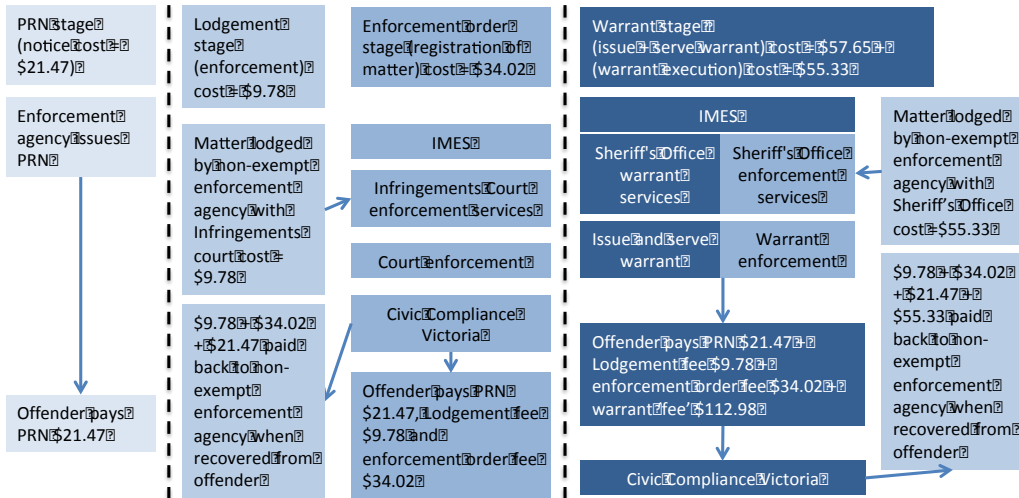 PRN stage
(notice cost =
$21.47)
Enforcement
agency issues
PRN
Offender pays
PRN $21.47
Lodgement
stage
(enforcement)
cost = $9.78
Matter lodged
by non-exempt
enforcement
agency with
Infringements
court cost =
$9.78
$9.78 + $34.02
+ $21.47 paid
back to non-
exempt
enforcement
agency when
recovered from
offender
Enforcement order
stage (registration of
matter) cost = $34.02
IMES
Infringements Court
enforcement services
Court enforcement
Civic Compliance
Victoria
Offender pays PRN
$21.47, Lodgement fee
$9.78 and
enforcement order fee
$34.02
Warrant stage
(issue + serve warrant) cost = $57.65 +
(warrant execution) cost = $55.33
IMES
Sheriff's Office
warrant
services
Sheriff's Office
enforcement
services
Issue and serve
warrant
Warrant
enforcement
Offender pays PRN $21.47 +
Lodgement fee $9.78 +
enforcement order fee $34.02 +
warrant 'fee' $112.98
Civic Compliance Victoria
Matter lodged
by non-exempt
enforcement
agency with
Sheriff's Office
cost = $55.33
$9.78 + $34.02
+ $21.47 +
$55.33 paid
back to non-
exempt
enforcement
agency when
recovered from
offender